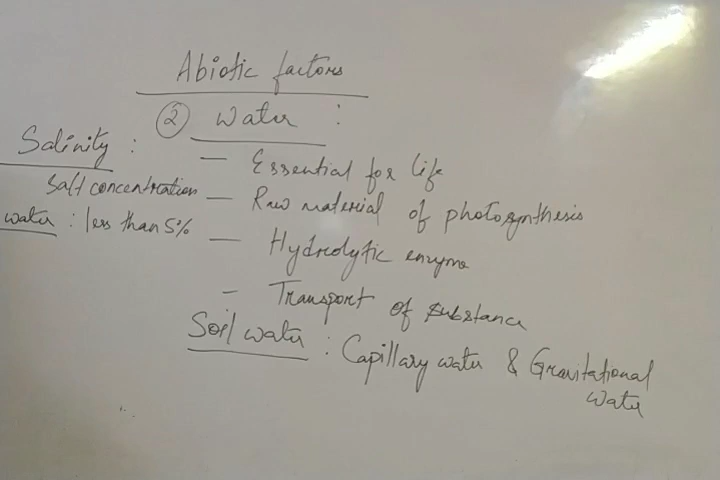 Abiotic factors
② Water :
Salinity :
Salt concentration
water : less than 5%
— Essential for life
— Raw material of photosynthesis
— Hydrolytic enzyme
— Transport of substance
Soil water : Capillary water & Gravitational
water